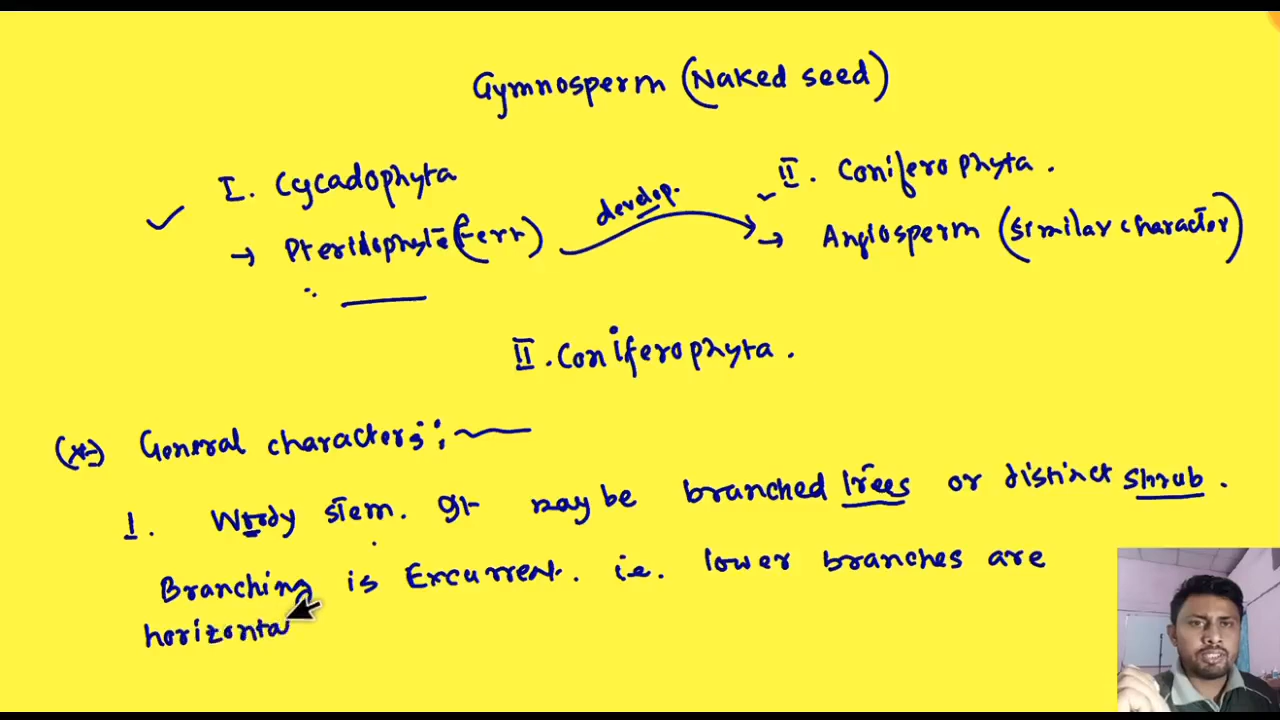 Gymnosperm (Naked seed)
I. Cycadophyta
II. Coniferophyta.
develop.
→ Pteridophyte (Fern)
→ Angiosperm (similar character)
II. Coniferophyta.
(*) General characters;
1. Woody stem. It may be branched trees or distinct shrub.
Branching is Excurrent. i.e. lower branches are
horizonta